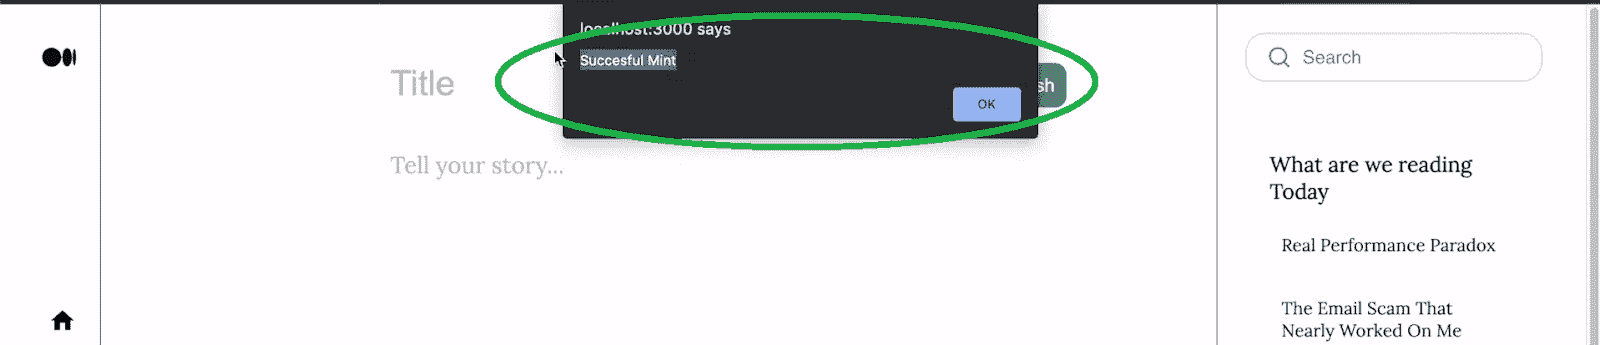 localhost:3000 says
Succesful Mint
OK
Title
sh
Tell your story...
Search
What are we reading
Today
Real Performance Paradox
The Email Scam That
Nearly Worked On Me